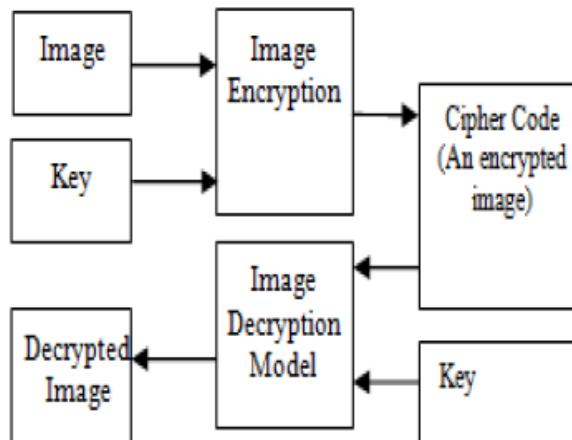 Image
Image
Encryption
Cipher Code
(An encrypted
image)
Key
Image
Decryption
Model
Decrypted
Image
Key